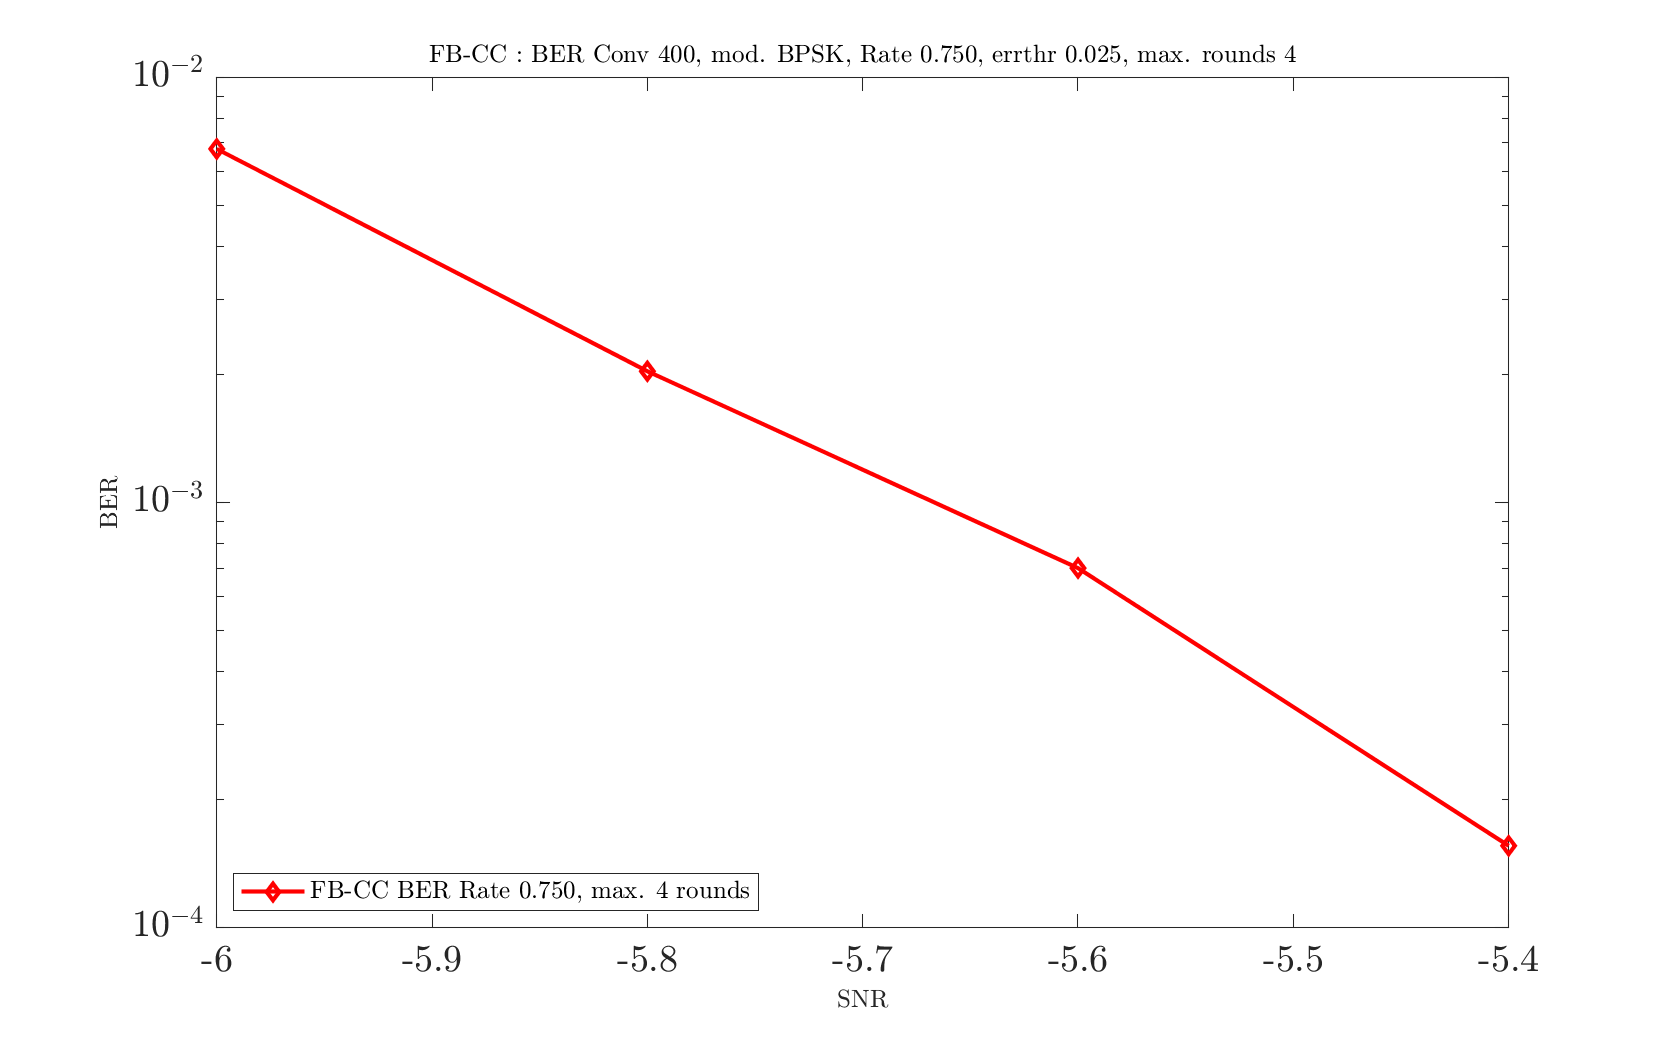 FB-CC : BER Conv 400, mod. BPSK, Rate 0.750, errthr 0.025, max. rounds 4
10⁻²
10⁻³
10⁻⁴
BER
FB-CC BER Rate 0.750, max. 4 rounds
-6 -5.9 -5.8 -5.7 -5.6 -5.5 -5.4
SNR